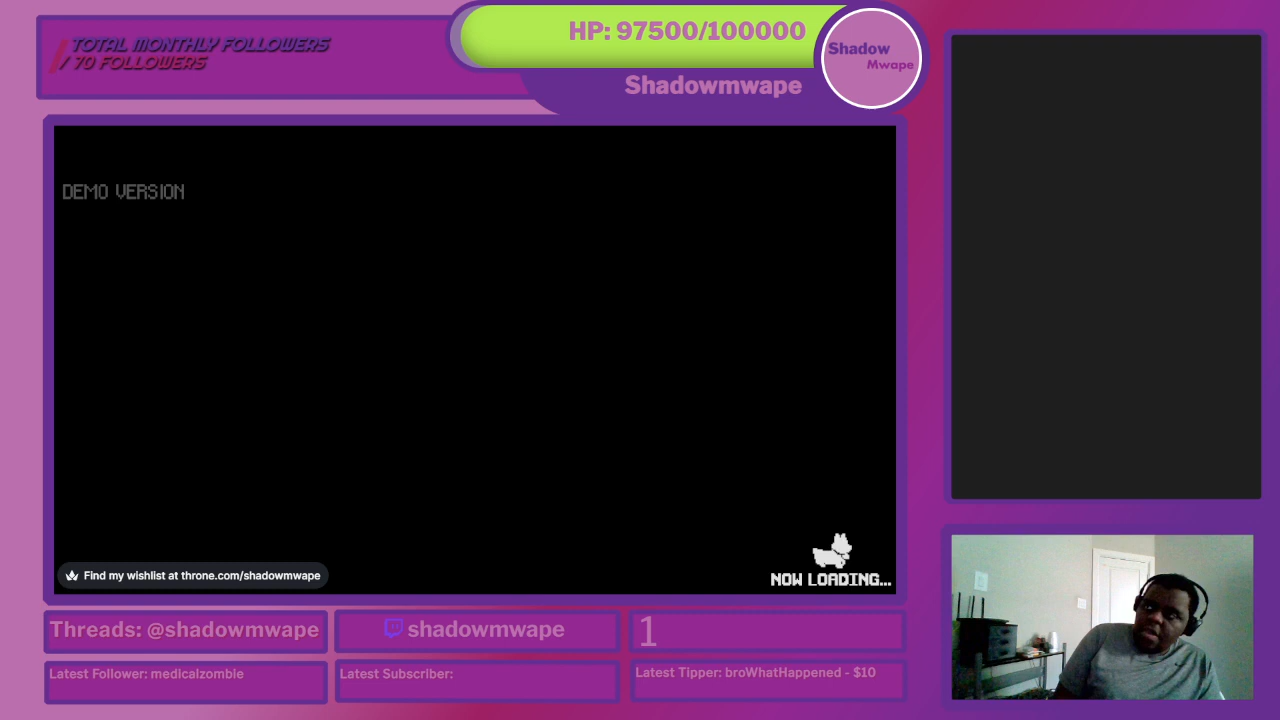 TOTAL MONTHLY FOLLOWERS
/ 70 FOLLOWERS
HP: 97500/100000
Shadowmwape
Shadow
Mwape
DEMO VERSION
Find my wishlist at throne.com/shadowmwape
NOW LOADING...
Threads: @shadowmwape
shadowmwape
1
Latest Follower: medicalzombie
Latest Subscriber:
Latest Tipper: broWhatHappened - $10